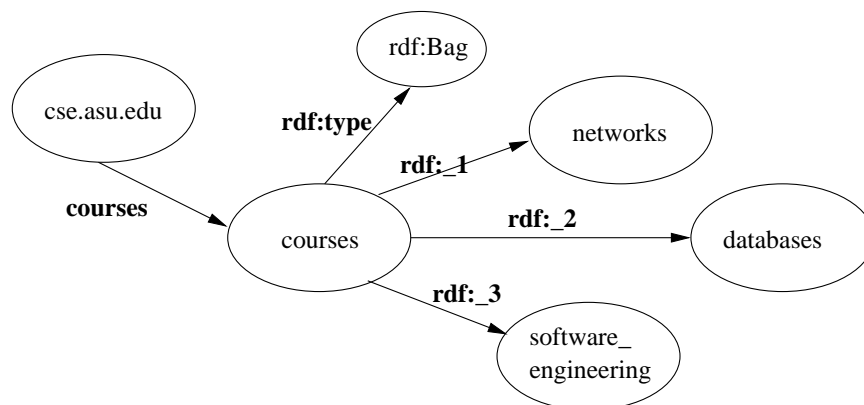 rdf:Bag
cse.asu.edu
rdf:type
networks
rdf:_1
courses
rdf:_2
courses
databases
rdf:_3
software_
engineering